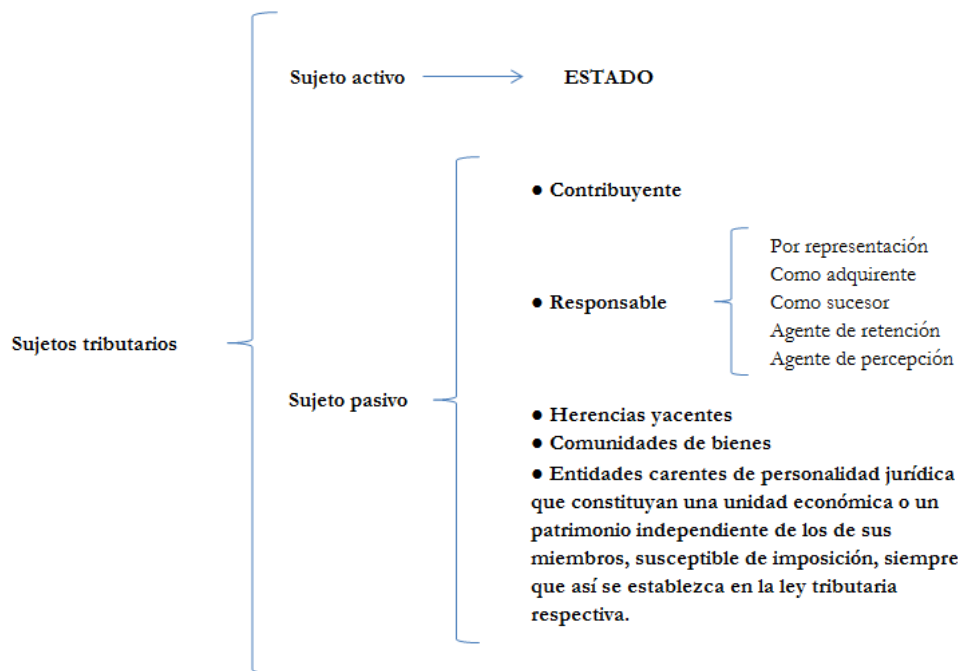 Sujeto activo
ESTADO
● Contribuyente
Por representación
Como adquirente
● Responsable
Como sucesor
Agente de retención
Sujetos tributarios
Agente de percepción
Sujeto pasivo
● Herencias yacentes
● Comunidades de bienes
● Entidades carentes de personalidad jurídica
que constituyan una unidad económica o un
patrimonio independiente de los de sus
miembros, susceptible de imposición, siempre
que así se establezca en la ley tributaria
respectiva.